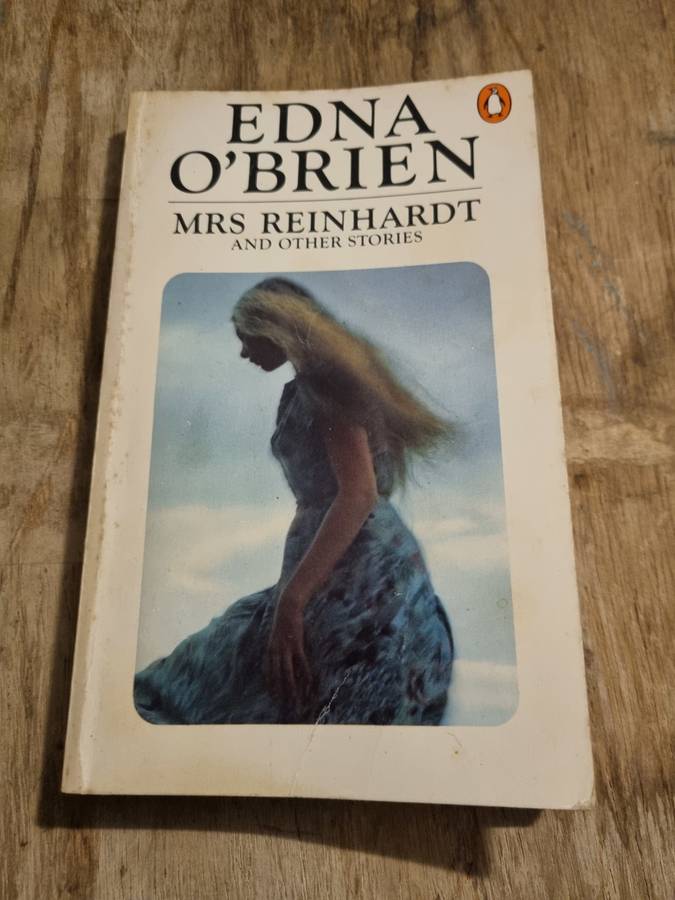 EDNA
O'BRIEN
MRS REINHARDT
AND OTHER STORIES